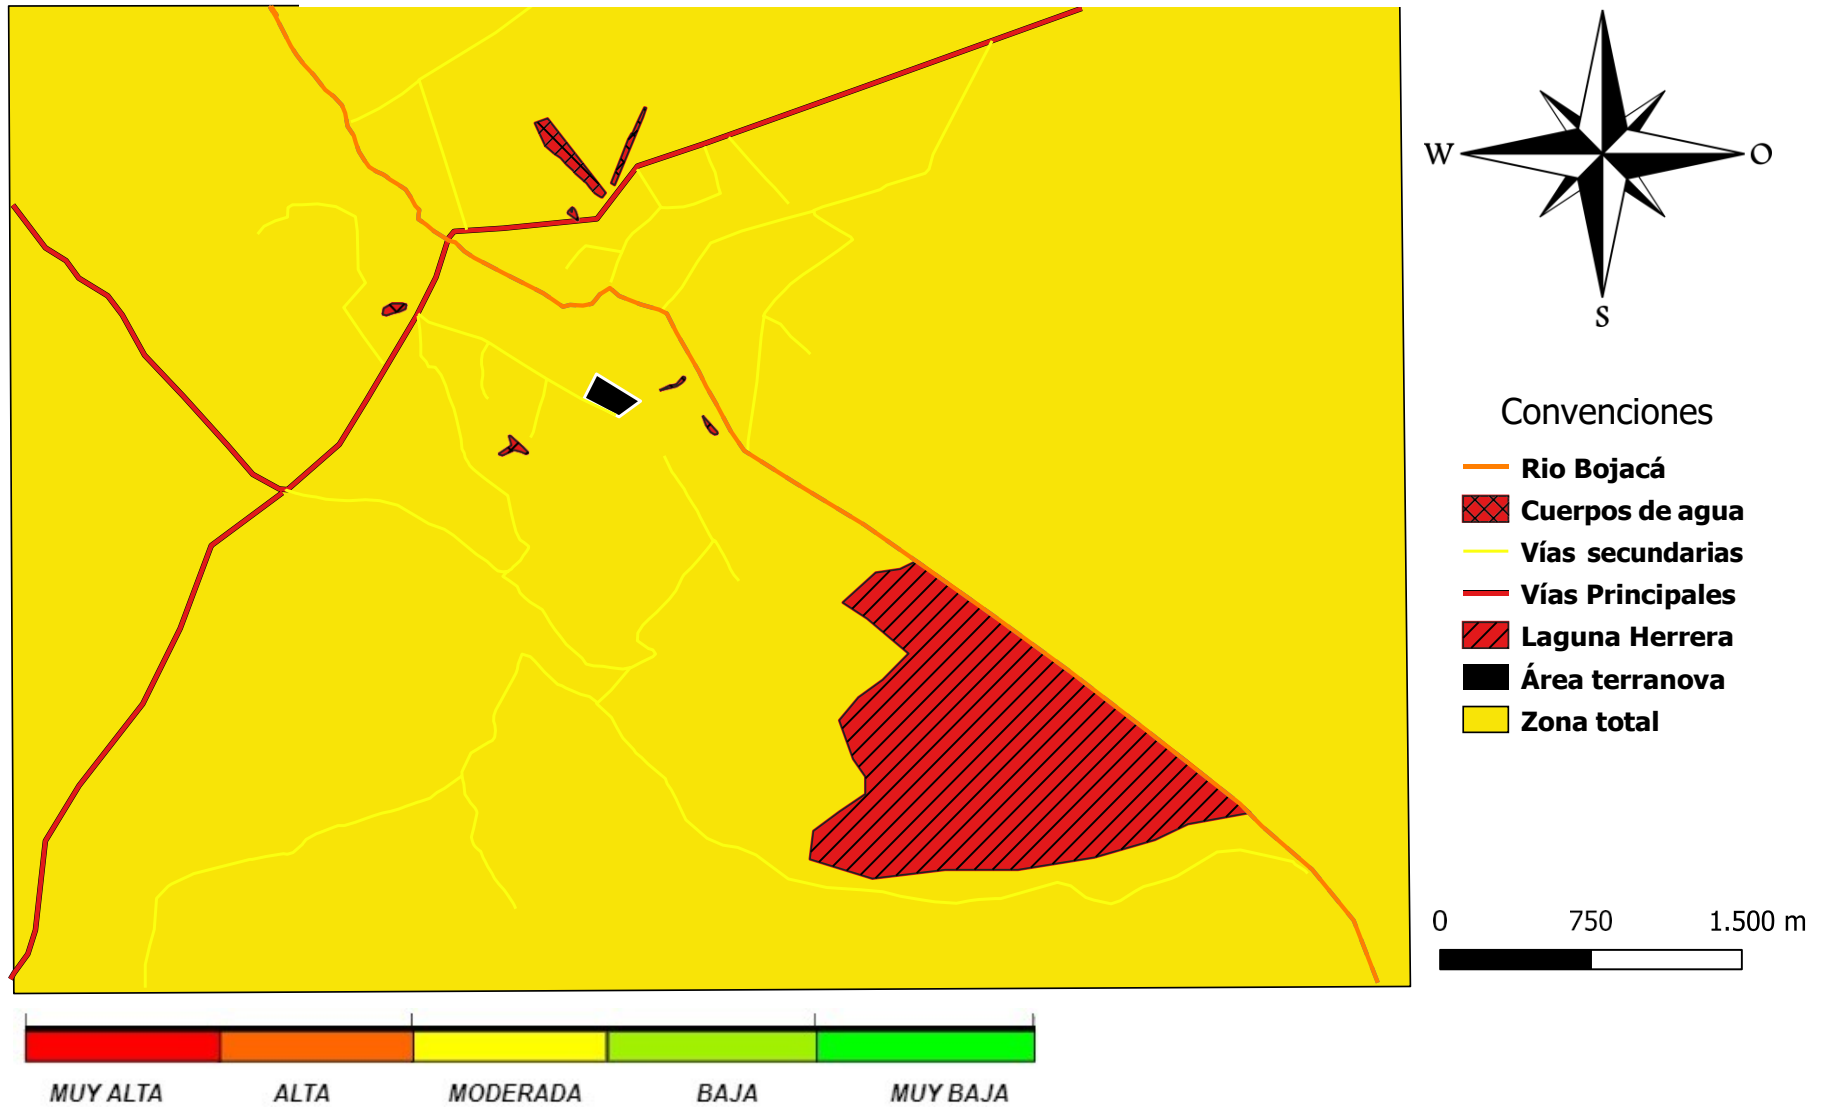 W
O
S
Convenciones
Rio Bojacá
Cuerpos de agua
Vías secundarias
Vías Principales
Laguna Herrera
Área terranova
Zona total
0 750 1.500 m
MUY ALTA ALTA MODERADA BAJA MUY BAJA